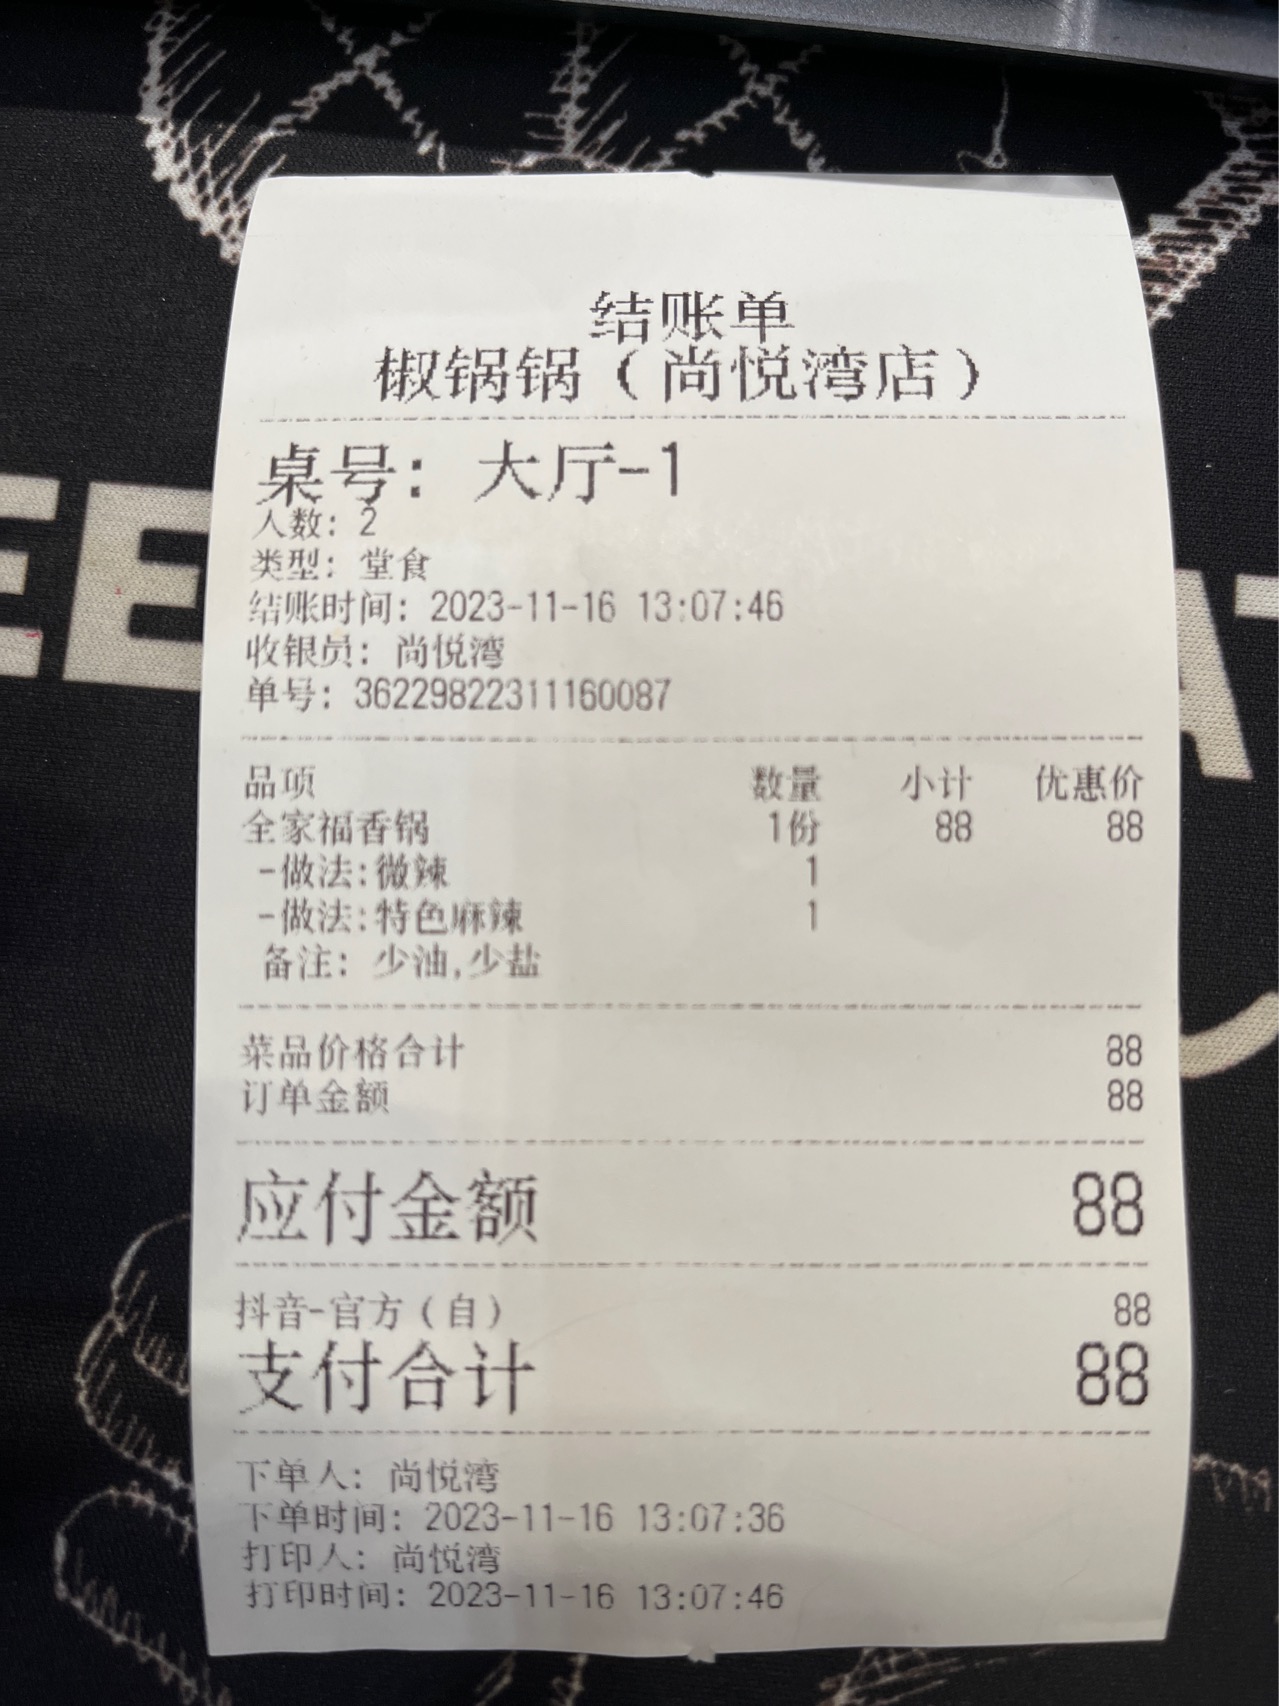 结账单
椒锅锅（尚悦湾店）
桌号：大厅-1
人数：2
类型：堂食
结账时间：2023-11-16 13:07:46
收银员：尚悦湾
单号：36229822311160087
品项 数量 小计 优惠价
全家福香锅 1份 88 88
-做法:微辣 1
-做法:特色麻辣 1
备注：少油,少盐
菜品价格合计 88
订单金额 88
应付金额 88
抖音-官方（自） 88
支付合计 88
下单人：尚悦湾
下单时间：2023-11-16 13:07:36
打印人：尚悦湾
打印时间：2023-11-16 13:07:46